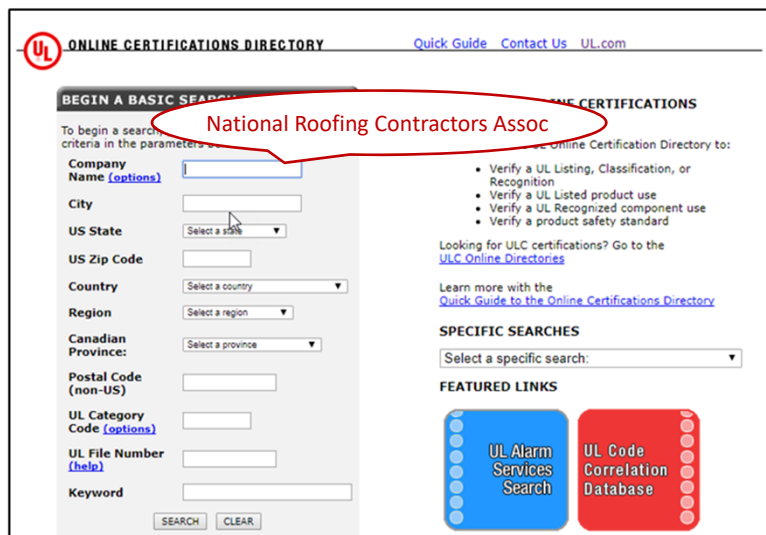 UL
ONLINE CERTIFICATIONS DIRECTORY
Quick Guide Contact Us UL.com
BEGIN A BASIC
National Roofing Contractors Assoc
To begin a search,
criteria in the
Company
Name (options)
City
US State Select a state
US Zip Code
Country Select a country
Region Select a region
Canadian
Province: Select a province
Postal Code
(non-US)
UL Category
Code (options)
UL File Number
(help)
Keyword
SEARCH CLEAR
CERTIFICATIONS
Online Certification Directory to:
• Verify a UL Listing, Classification, or
Recognition
• Verify a UL Listed product use
• Verify a UL Recognized component use
• Verify a product safety standard
Looking for ULC certifications? Go to the
ULC Online Directories
Learn more with the
Quick Guide to the Online Certifications Directory
SPECIFIC SEARCHES
Select a specific search:
FEATURED LINKS
UL Alarm
Services
Search
UL Code
Correlation
Database